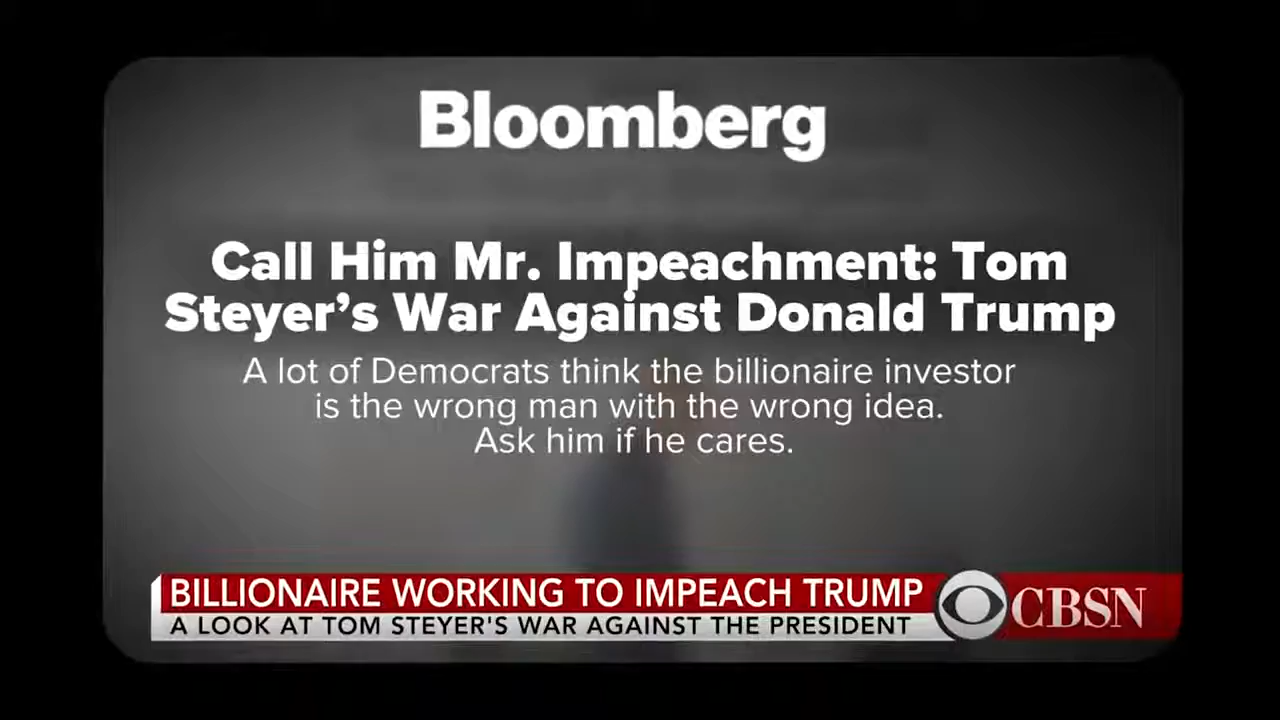 Bloomberg
Call Him Mr. Impeachment: Tom
Steyer's War Against Donald Trump
A lot of Democrats think the billionaire investor
is the wrong man with the wrong idea.
Ask him if he cares.
BILLIONAIRE WORKING TO IMPEACH TRUMP
A LOOK AT TOM STEYER'S WAR AGAINST THE PRESIDENT
CBSN